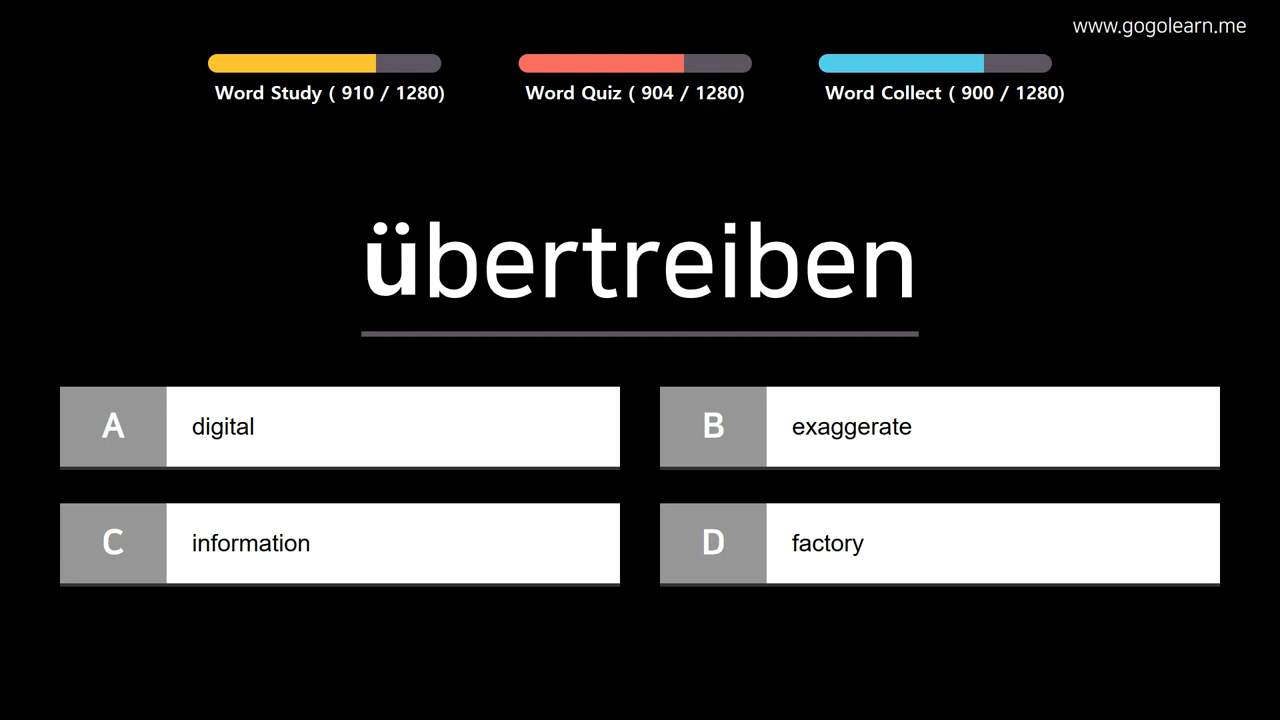 www.gogolearn.me
Word Study ( 910 / 1280)
Word Quiz ( 904 / 1280)
Word Collect ( 900 / 1280)
übertreiben
A digital
B exaggerate
C information
D factory